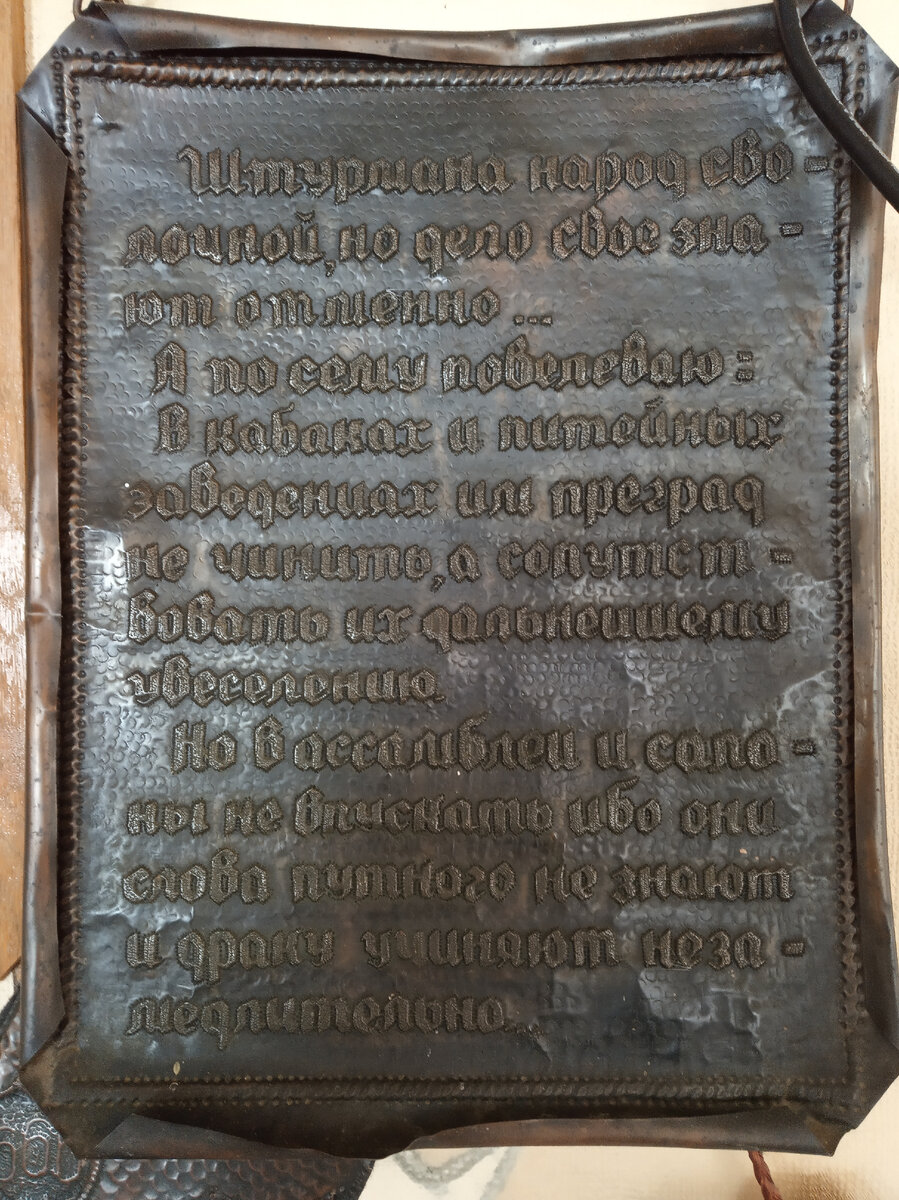 Штурмана народ сво-
лочной, но дело свое зна-
ют отменно...
А по сему повелеваю:
В кабаках и питейных
заведениах им преград
не чинить, а сопутст-
вовать их дальнеишему
увеселению
Но в ассамблеи и сало-
ны не впускать ибо они
слова путного не знают
и драку учиняют неза-
медлительно...